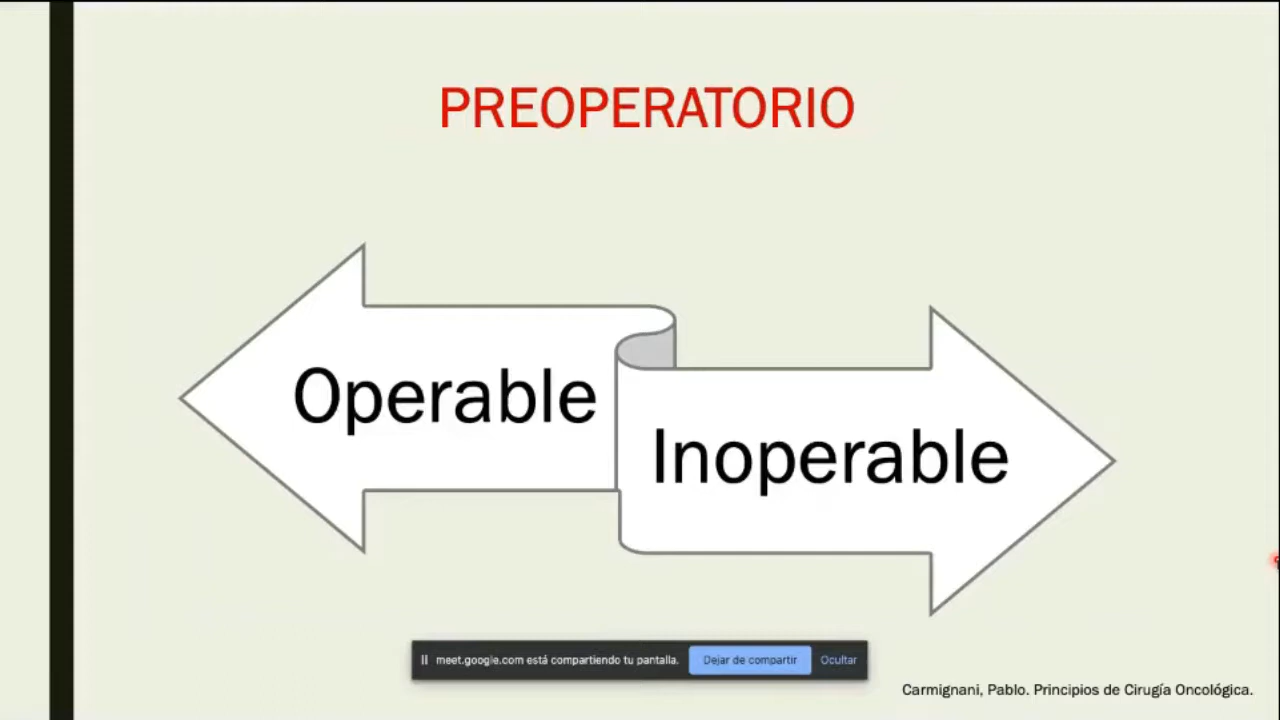 PREOPERATORIO
Operable
Inoperable
meet.google.com está compartiendo tu pantalla. Dejar de compartir Ocultar
Carmignani, Pablo. Principios de Cirugía Oncológica.